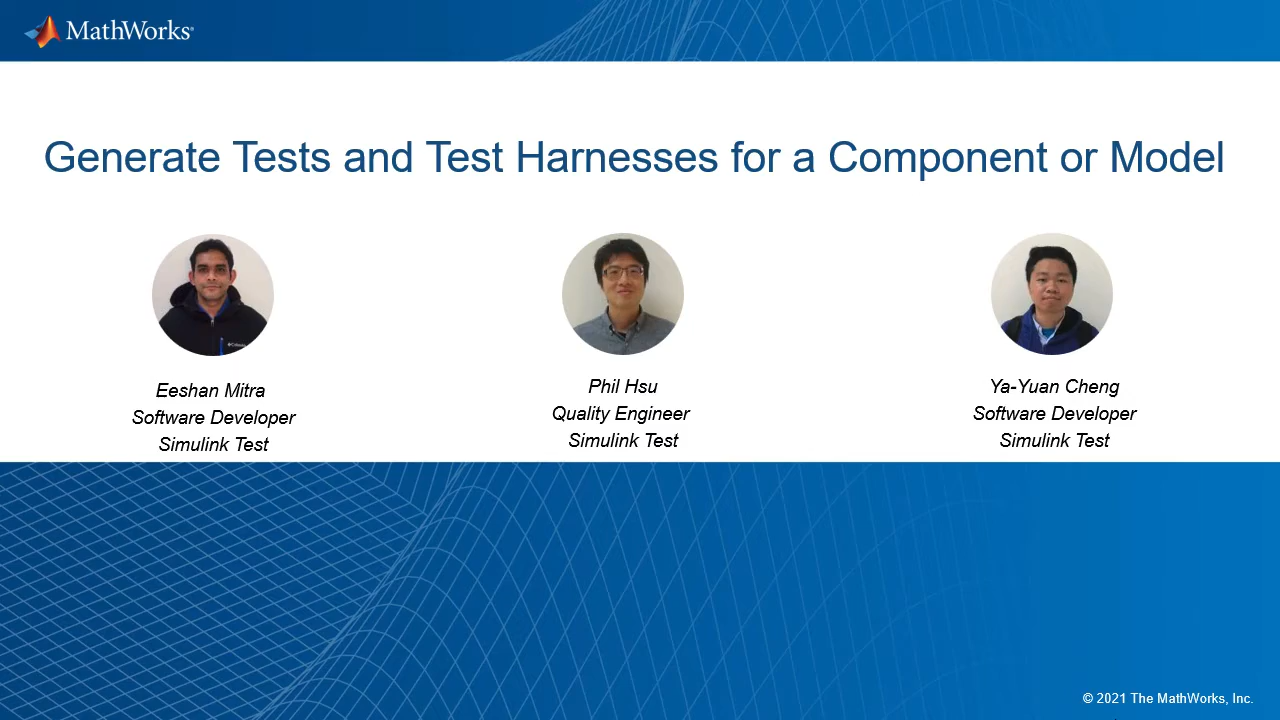 MathWorks®
Generate Tests and Test Harnesses for a Component or Model
Eeshan Mitra
Software Developer
Simulink Test
Phil Hsu
Quality Engineer
Simulink Test
Ya-Yuan Cheng
Software Developer
Simulink Test
© 2021 The MathWorks, Inc.